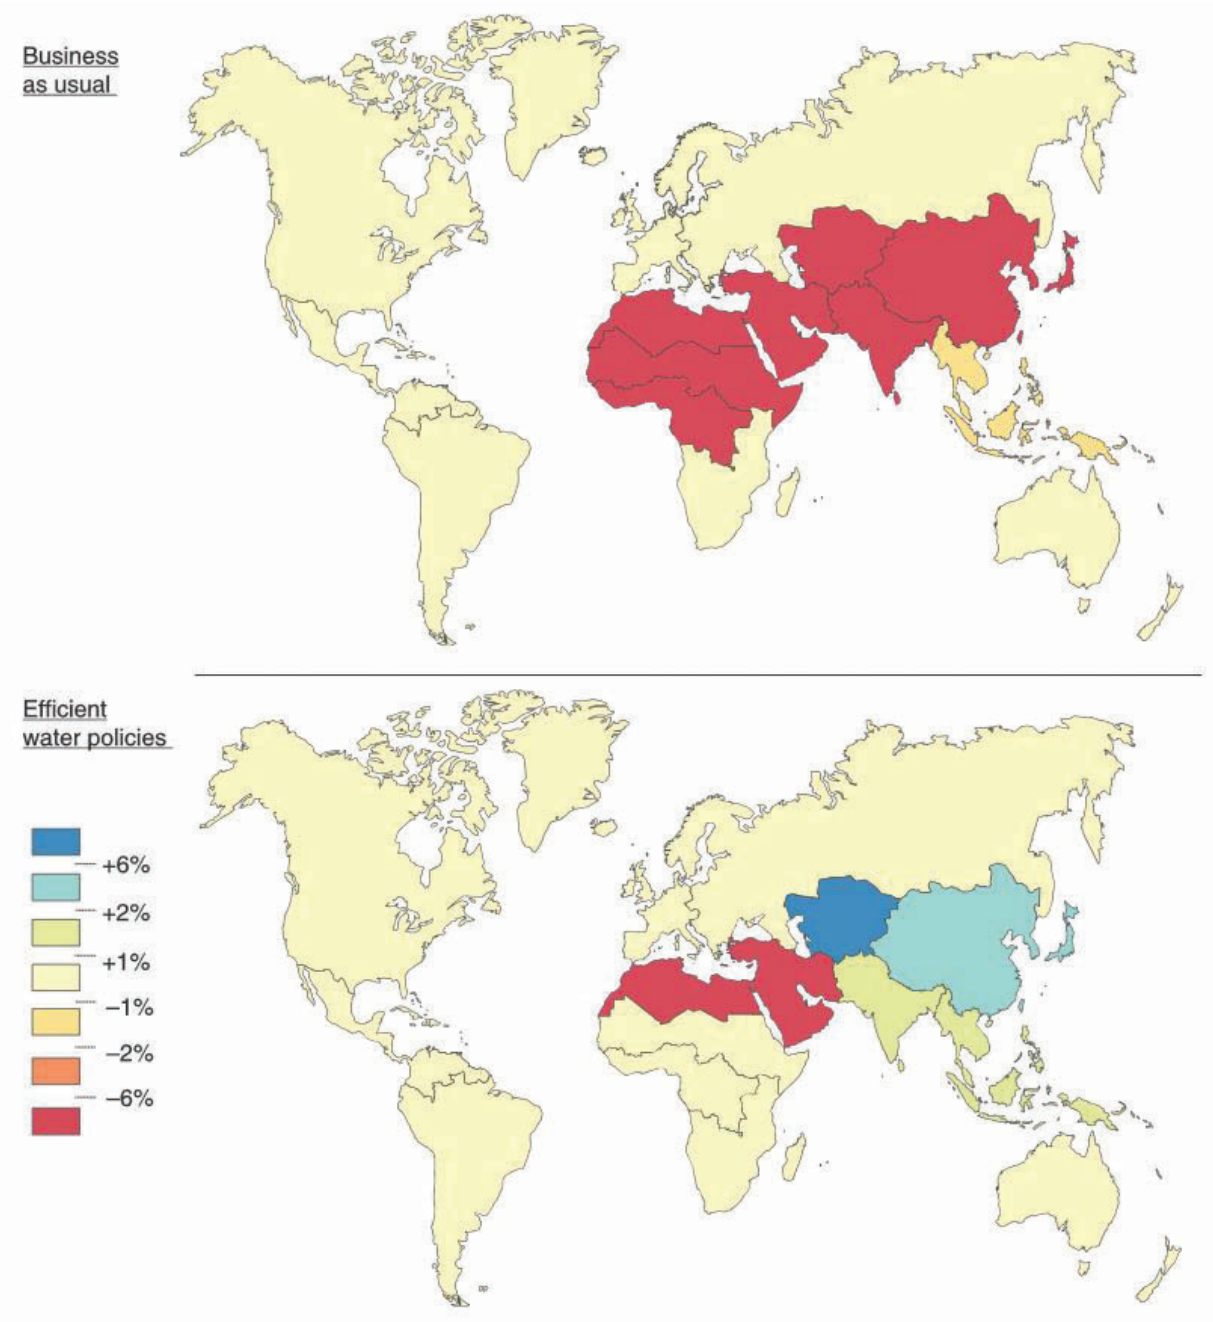 Business
as usual
Efficient
water policies
+6%
+2%
+1%
–1%
–2%
–6%